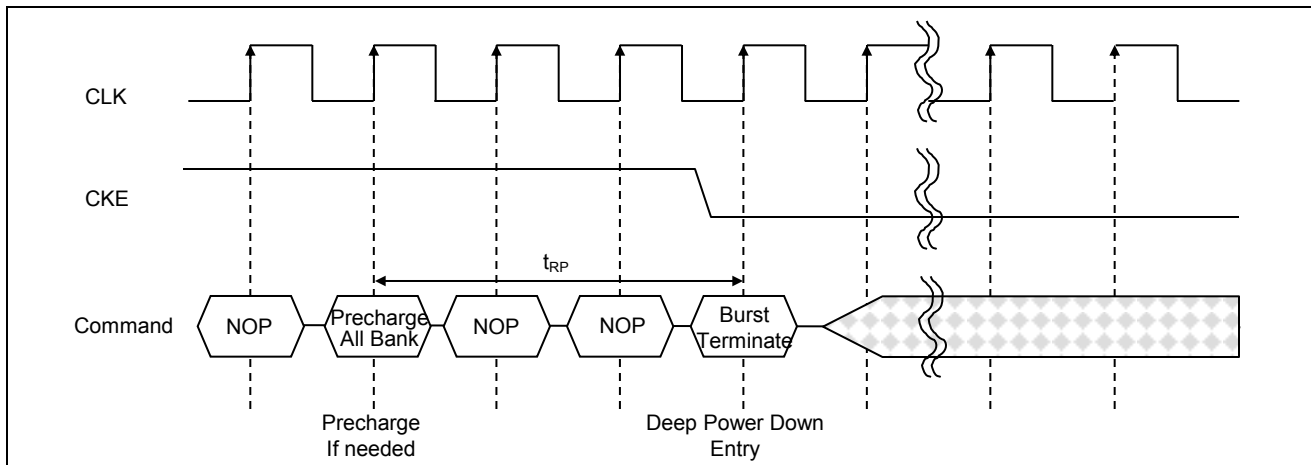 CLK
CKE
tRP
Command
NOP
Precharge
All Bank
NOP
NOP
Burst
Terminate
Precharge
If needed
Deep Power Down
Entry